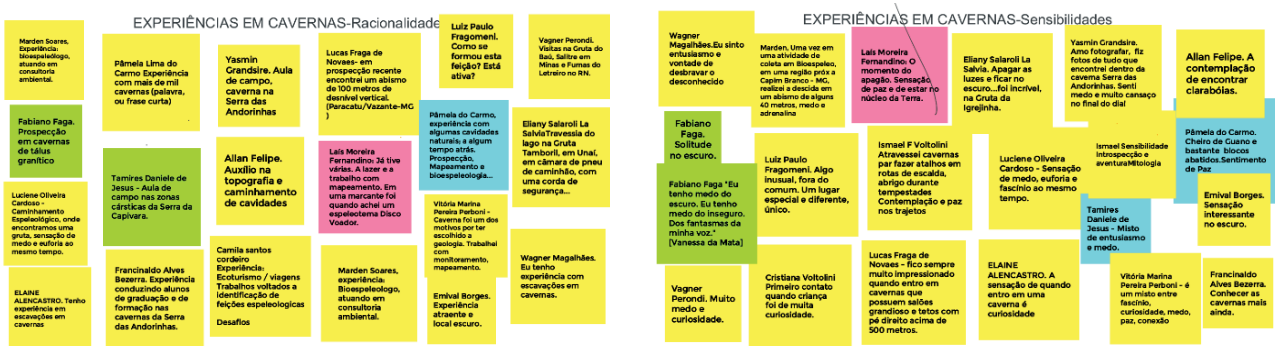 EXPERIÊNCIAS EM CAVERNAS-Racionalidade
Marden Soares,
Experiência:
bioespeleólogo,
atuando em
consultoria
ambiental.
Pâmela Lima do
Carmo Experiência
com mais de mil
cavernas (palavra,
ou frase curta)
Yasmin
Grandsire. Aula
de campo,
caverna na
Serra das
Andorinhas
Lucas Fraga de
Novaes- em
prospecção recente
encontrei um abismo
de 100 metros de
desnível vertical.
(Paracatu/Vazante-MG
)
Luiz Paulo
Fragomeni.
Como se
formou esta
feição? Está
ativa?
Vagner Perondi.
Visitas na Gruta do
Baú, Salitre em
Minas e Furnas do
Letreiro no RN.
Fabiano Faga.
Prospecção
em cavernas
de tálus
granítico
Tamires Daniele de
Jesus - Aula de
campo nas zonas
cársticas da Serra da
Capivara.
Allan Felipe.
Auxílio na
topografia e
caminhamento
de cavidades
Laís Moreira
Fernandino: Já tive
várias. A lazer e a
trabalho com
mapeamento. Em
uma marcante foi
quando achei um
espeleotema Disco
Voador.
Pâmela do Carmo,
experiência com
algumas cavidades
naturais; a algum
tempo atrás.
Prospecção,
Mapeamento e
bioespeleologia...
Eliany Salaroli La
SalviaTravessia do
lago na Gruta
Tamboril, em Unaí,
em câmara de pneu
de caminhão, com
uma corda de
segurança...
Luciene Oliveira
Cardoso -
Caminhamento
Espeleológico, onde
encontramos uma
gruta, sensação de
medo e euforia ao
mesmo tempo.
Vitória Marina
Pereira Perboni -
Caverna foi um dos
motivos por ter
escolhido a
geologia. Trabalhei
com
monitoramento,
mapeamento.
ELAINE
ALENCASTRO. Tenho
experiência em
escavações em
cavernas
Francinaldo Alves
Bezerra. Experiência
conduzindo alunos
de graduação e de
formação nas
cavernas da Serra
das Andorinhas.
Camila santos
cordeiro
Experiência:
Ecoturismo / viagens
Trabalhos voltados a
identificação de
feições espeleologicas
Desafios
Marden Soares,
experiência:
Bioespeleologo,
atuando em
consultoria
ambiental.
Emival Borges.
Experiência
atraente e
local escuro.
Wagner Magalhães.
Eu tenho
experiência com
escavações em
cavernas.
EXPERIÊNCIAS EM CAVERNAS-Sensibilidades
Wagner
Magalhães.Eu sinto
entusiasmo e
vontade de
desbravar o
desconhecido
Marden, Uma vez em
uma atividade de
coleta em Bioespeleo,
em uma região próx a
Capim Branco - MG,
realizei a descida em
um abismo de alguns
40 metros, medo e
adrenalina
Laís Moreira
Fernandino: O
momento do
apagão. Sensação
de paz e de estar no
núcleo da Terra.
Eliany Salaroli La
Salvia. Apagar as
luzes e ficar no
escuro...foi incrível,
na Gruta da
Igrejinha.
Yasmin Grandsire.
Amo fotografar, fiz
fotos de tudo que
encontrei dentro da
caverna Serra das
Andorinhas. Senti
medo e muito cansaço
no final do dia!
Allan Felipe. A
contemplação
de encontrar
clarabóias.
Fabiano
Faga.
Solitude
no escuro.
Luiz Paulo
Fragomeni. Algo
inusual, fora do
comum. Um lugar
especial e diferente,
único.
Ismael F Voltolini
Atravessei cavernas
par fazer atalhos em
rotas de escalda,
abrigo durante
tempestades
Contemplação e paz
nos trajetos
Luciene Oliveira
Cardoso - Sensação
de medo, euforia e
fascínio ao mesmo
tempo.
Ismael Sensibilidade
Introspecção e
aventuraMitologia
Pâmela do Carmo.
Cheiro de Guano e
bastante blocos
abatidos.Sentimento
de Paz
Fabiano Faga "Eu
tenho medo do
escuro. Eu tenho
medo do inseguro.
Dos fantasmas da
minha voz."
[Vanessa da Mata]
Tamires
Daniele de
Jesus - Misto
de entusiasmo
e medo.
Emival Borges.
Sensação
interessante
no escuro.
Vagner
Perondi. Muito
medo e
curiosidade.
Cristiana Voltolini
Primeiro contato
quando criança
foi de muita
curiosidade.
Lucas Fraga de
Novaes - fico sempre
muito impressionado
quando entro em
cavernas que
possuem salões
grandioso e tetos com
pé direito acima de
500 metros.
ELAINE
ALENCASTRO. A
sensação de quando
entro em uma
caverna é
curiosidade
Vitória Marina
Pereira Perboni - é
um misto entre
fascínio,
curiosidade, medo,
paz, conexão
Francinaldo
Alves Bezerra.
Conhecer as
cavernas mais
ainda.